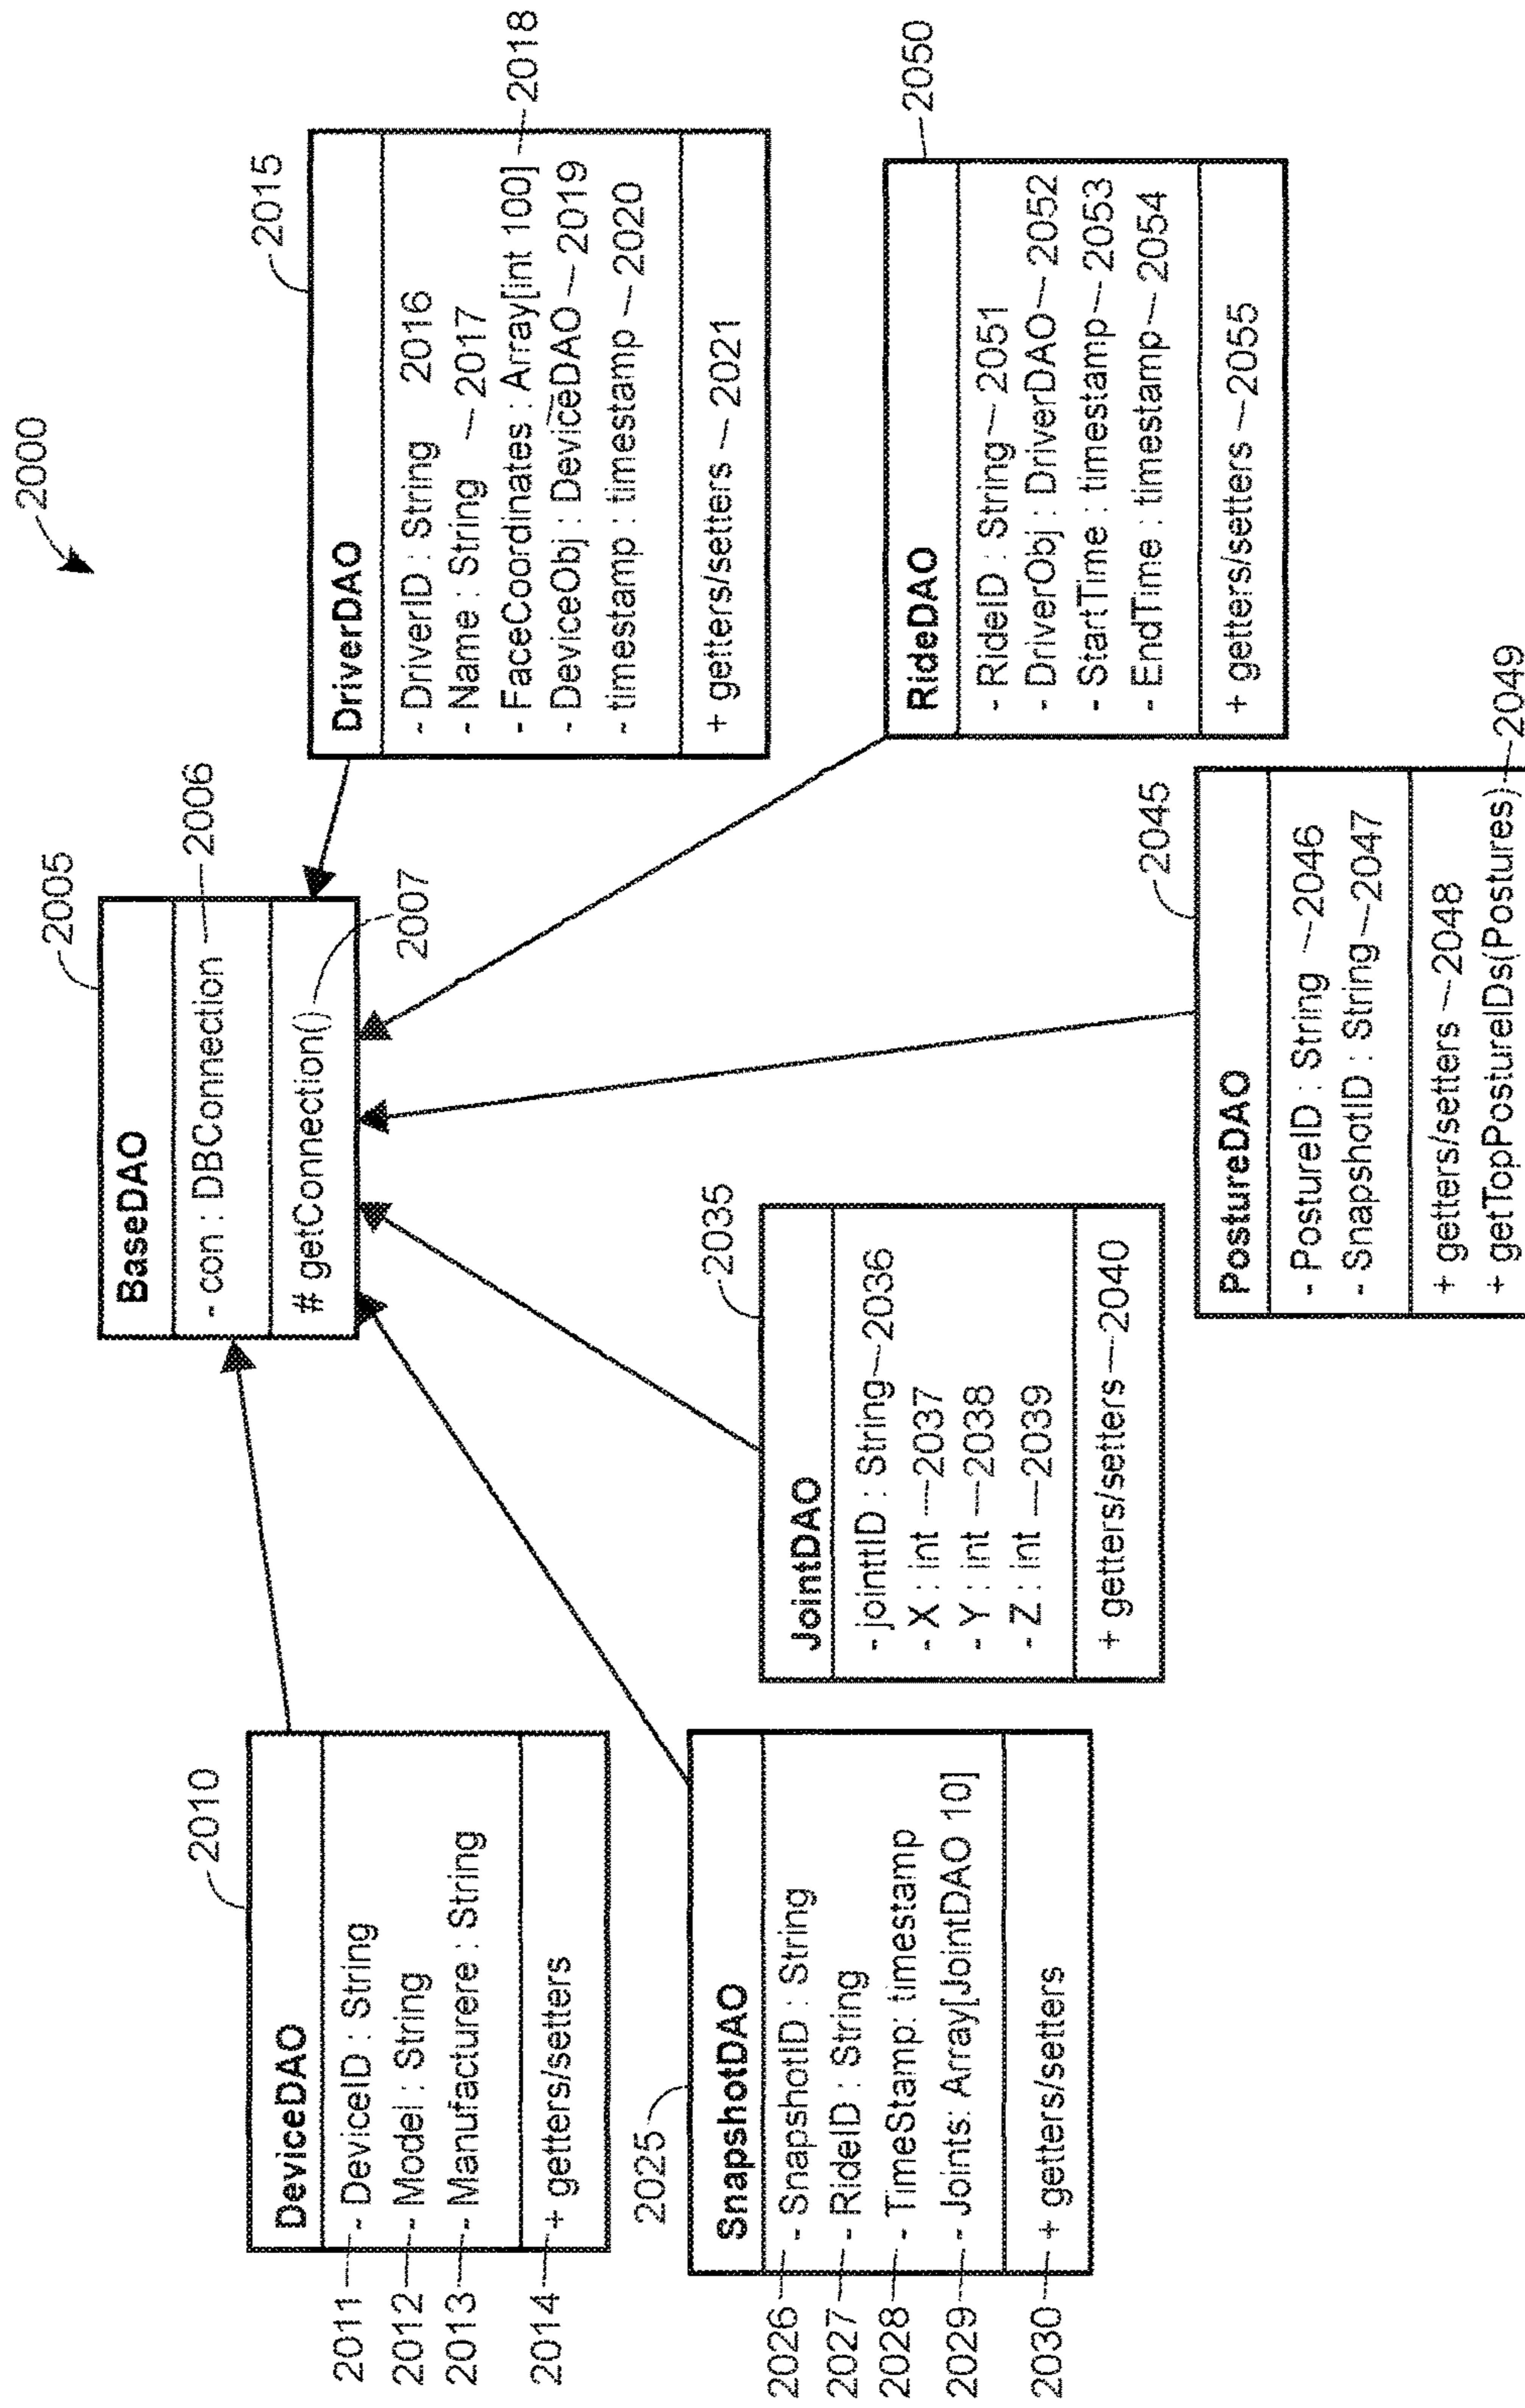 2000
2005
BaseDAO
- con : DBConnection 2006
# getConnection()
2007
2010
DeviceDAO
2011 - DeviceID : String
2012 - Model : String
2013 - Manufacturere : String
2014 + getters/setters
2015
DriverDAO
- DriverID : String 2016
- Name : String 2017
- FaceCoordinates : Array[int 100] 2018
- DeviceObj : DeviceDAO 2019
- timestamp : timestamp 2020
+ getters/setters 2021
2025
SnapshotDAO
2026 - SnapshotID : String
2027 - RideID : String
2028 - TimeStamp: timestamp
2029 - Joints: Array[JointDAO 10]
2030 + getters/setters
2035
JointDAO
- jointtID : String 2036
- X : int 2037
- Y : int 2038
- Z : int 2039
+ getters/setters 2040
2045
PostureDAO
- PostureID : String 2046
- SnapshotID : String 2047
+ getters/setters 2048
+ getTopPostureIDs(Postures) 2049
2050
RideDAO
- RideID : String 2051
- DriverObj : DriverDAO 2052
- StartTime : timestamp 2053
- EndTime : timestamp 2054
+ getters/setters 2055